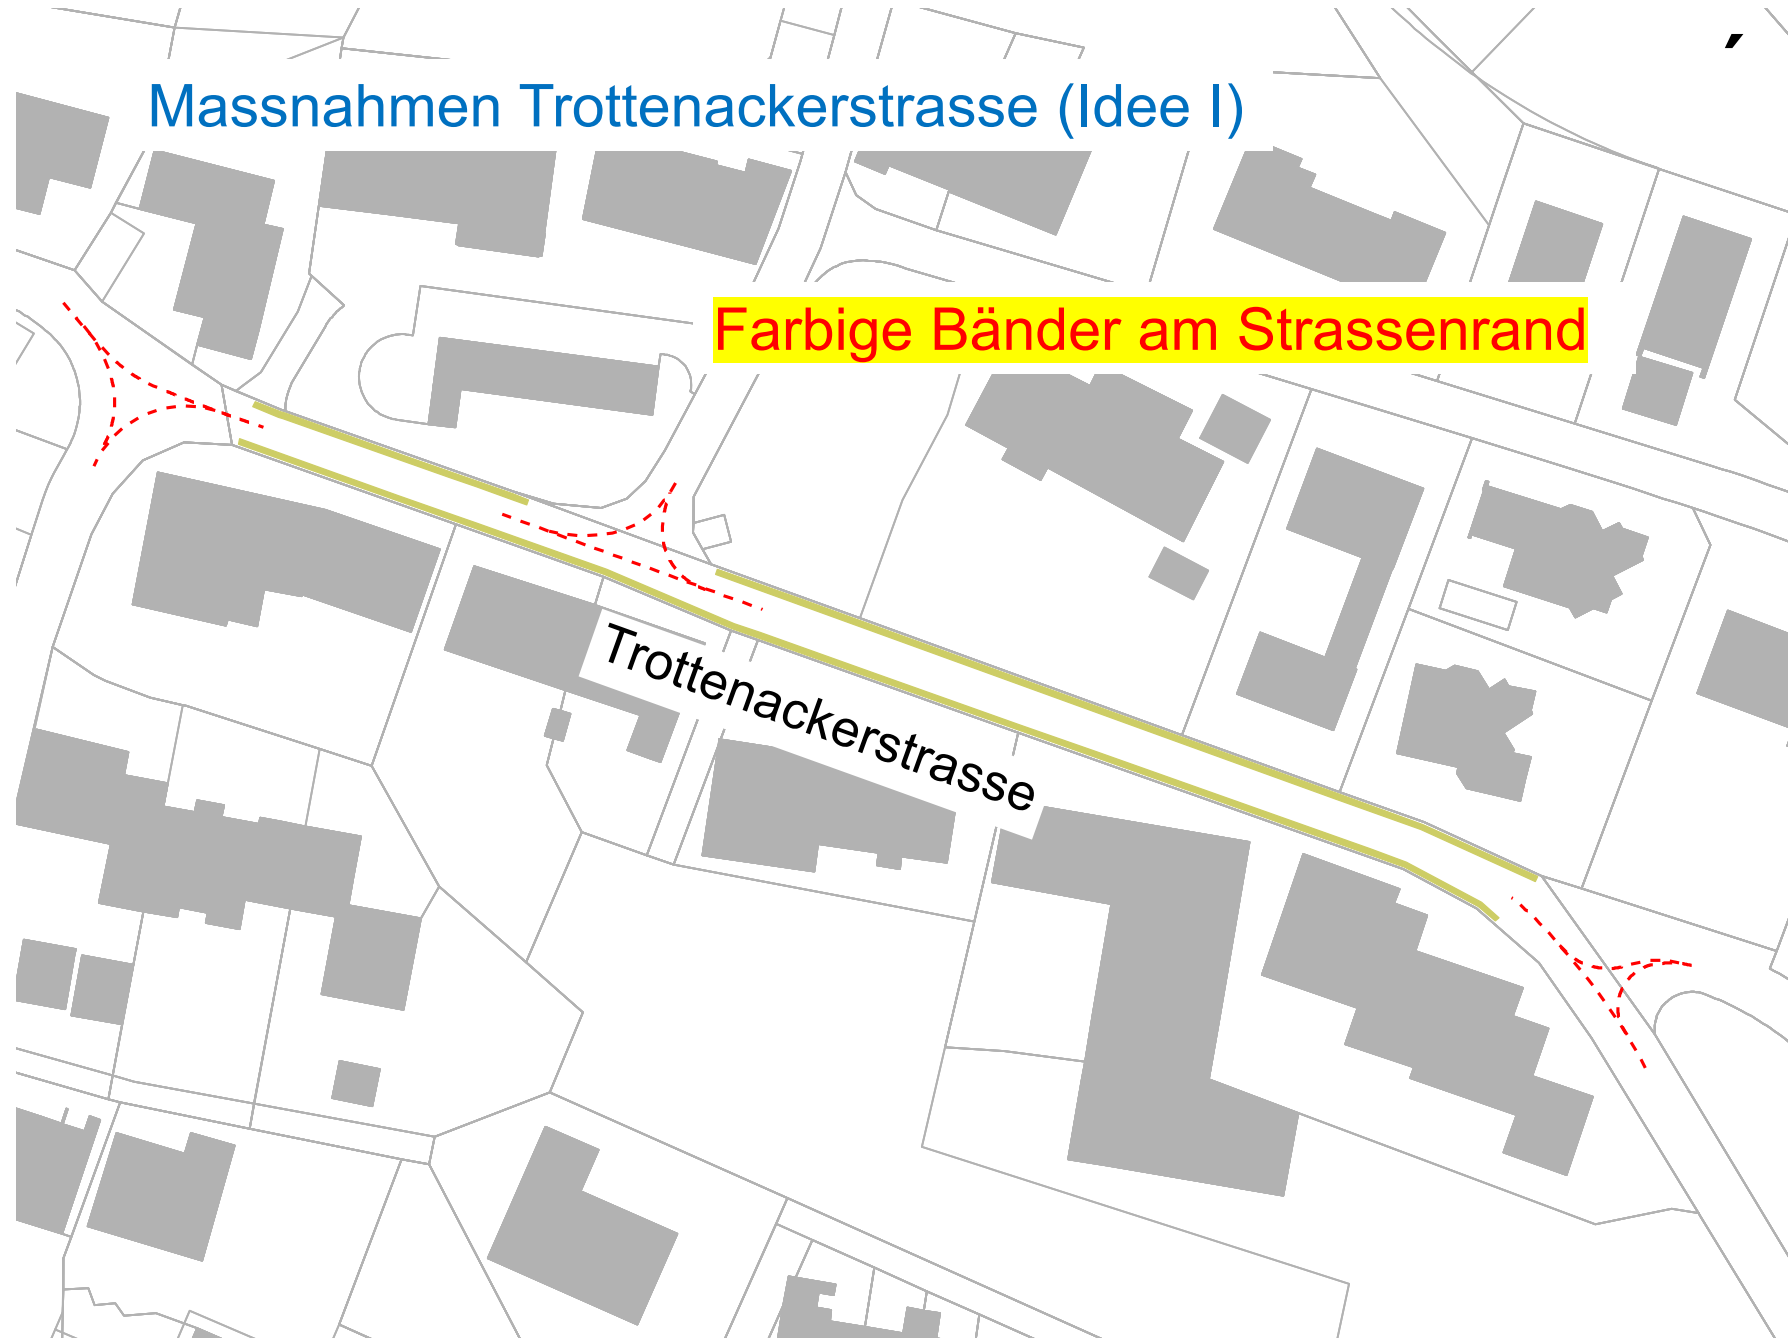 Massnahmen Trottenackerstrasse (Idee I)
Farbige Bänder am Strassenrand
Trottenackerstrasse